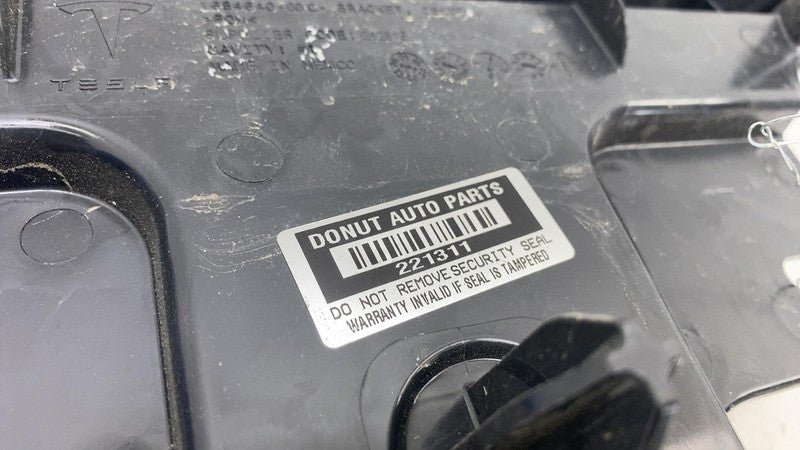 TESLA
MADE IN MEXICO
DONUT AUTO PARTS
221311
DO NOT REMOVE SECURITY SEAL
WARRANTY INVALID IF SEAL IS TAMPERED